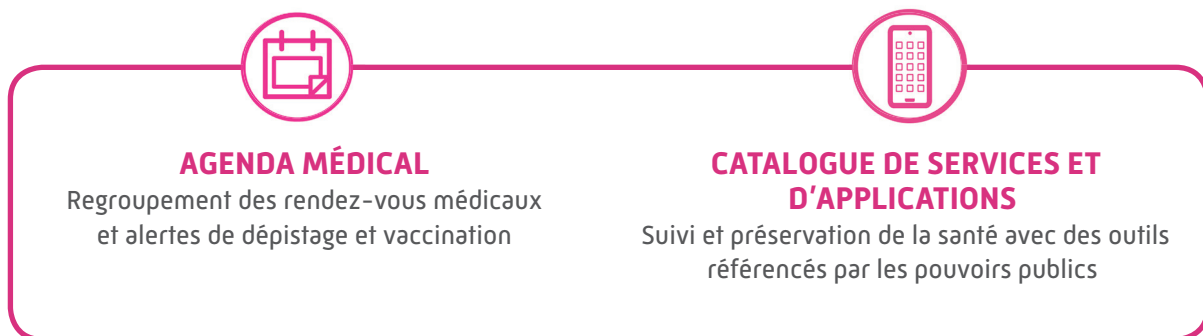 AGENDA MÉDICAL
Regroupement des rendez-vous médicaux
et alertes de dépistage et vaccination
CATALOGUE DE SERVICES ET
D'APPLICATIONS
Suivi et préservation de la santé avec des outils
référencés par les pouvoirs publics